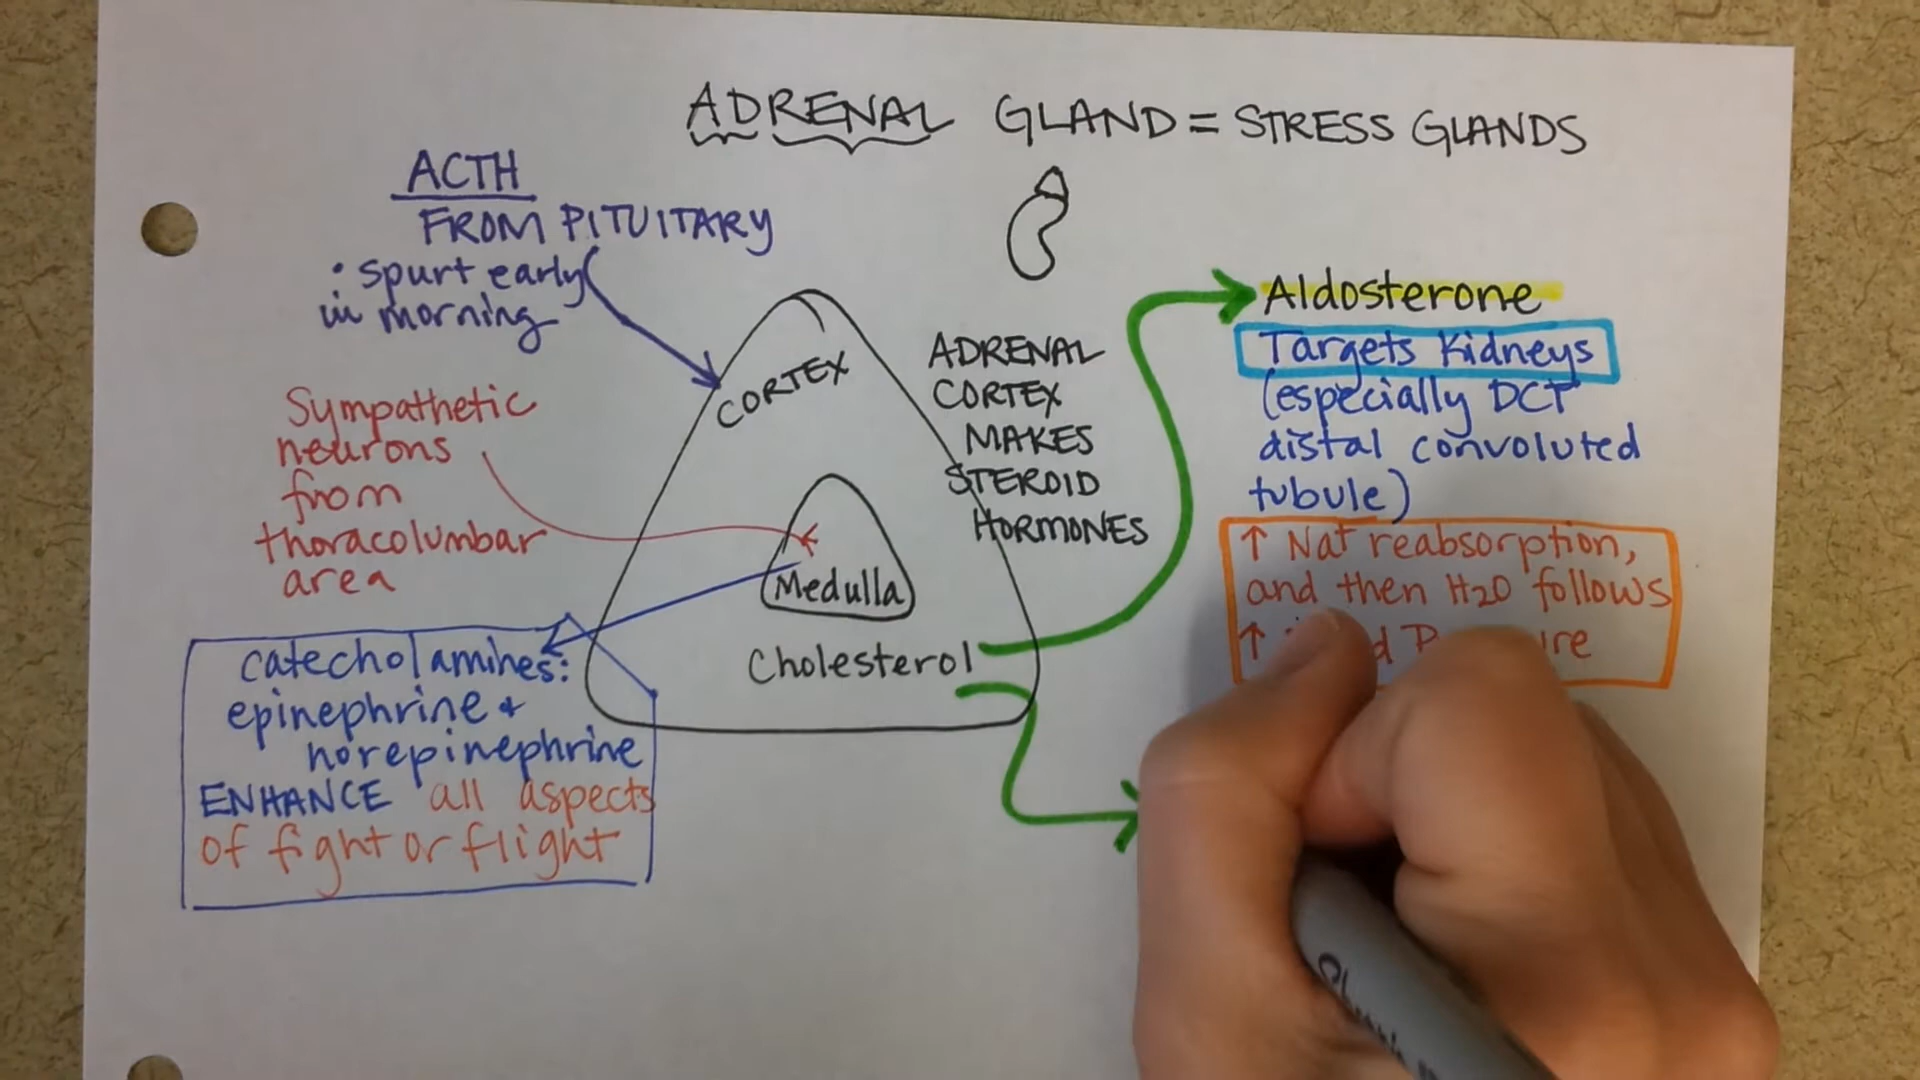 ADRENAL GLAND = STRESS GLANDS
ACTH
FROM PITUITARY
• spurt early
in morning
Sympathetic
neurons
from
thoracolumbar
area
CORTEX
Medulla
Cholesterol
ADRENAL
CORTEX
MAKES
STEROID
HORMONES
catecholamines:
epinephrine &
norepinephrine
ENHANCE all aspects
of fight or flight
Aldosterone
Targets Kidneys
(especially DCT
distal convoluted
tubule)
↑ Na+ reabsorption,
and then H2O follows
↑